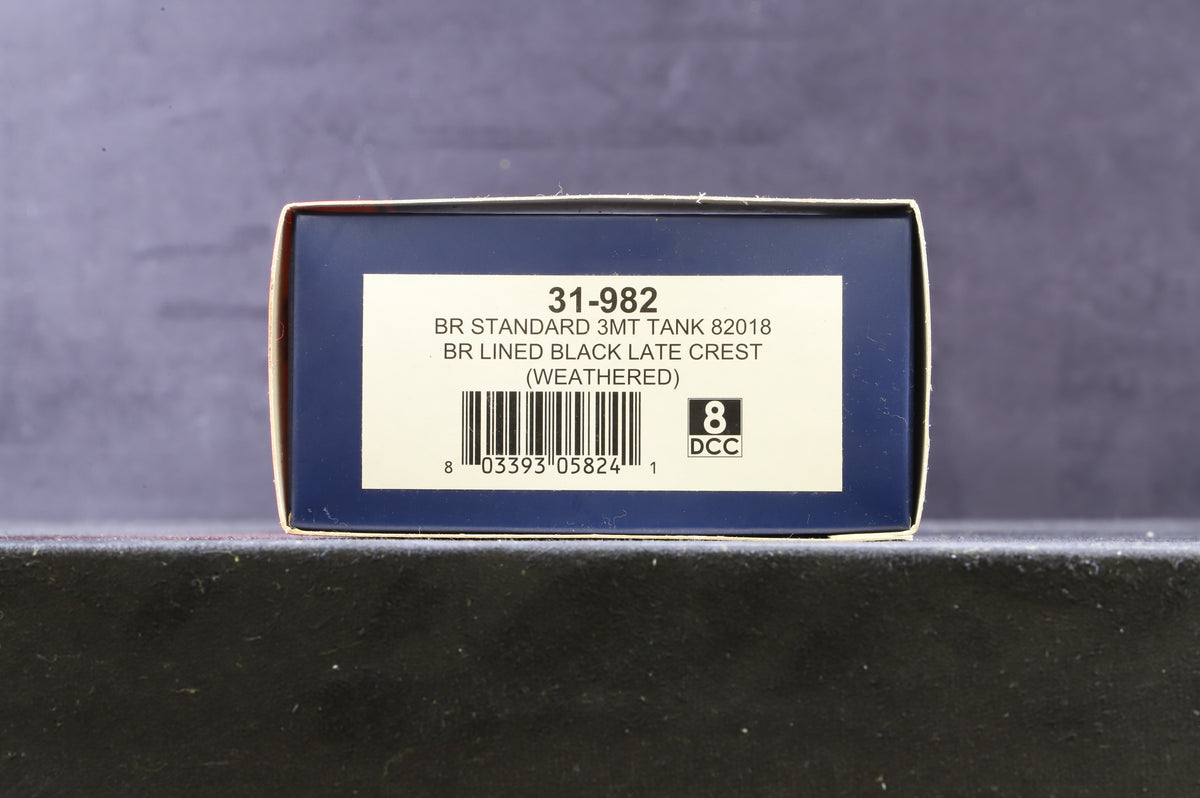 31-982
BR STANDARD 3MT TANK 82018
BR LINED BLACK LATE CREST
(WEATHERED)
8
DCC
8 03393 05824 1